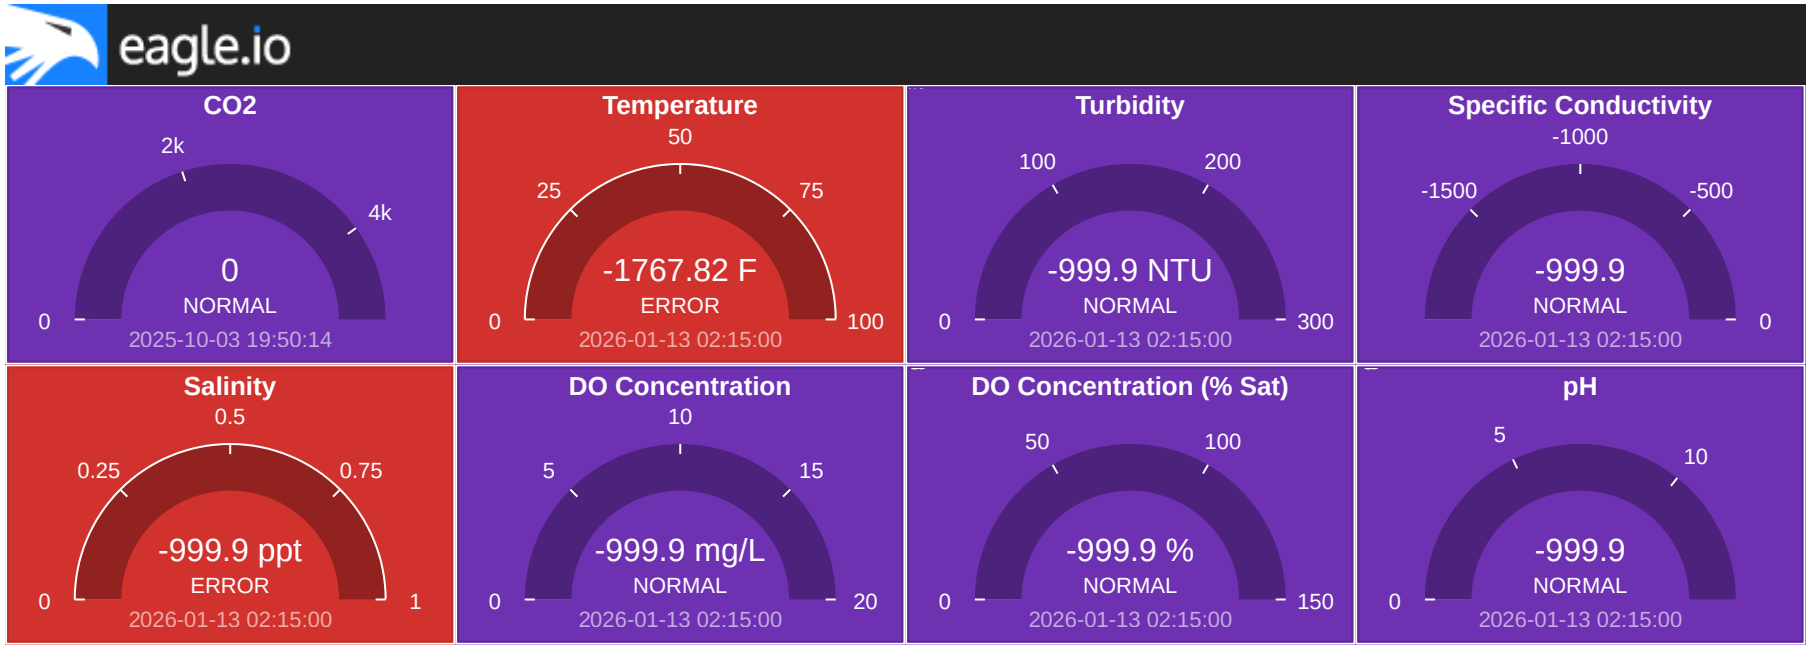 eagle.io
CO2
2k
4k
0
0
NORMAL
2025-10-03 19:50:14
Temperature
50
25
75
-1767.82 F
ERROR
0
100
2026-01-13 02:15:00
Turbidity
100
200
-999.9 NTU
NORMAL
0
300
2026-01-13 02:15:00
Specific Conductivity
-1000
-1500
-500
-999.9
NORMAL
0
2026-01-13 02:15:00
Salinity
0.5
0.25
0.75
-999.9 ppt
ERROR
0
1
2026-01-13 02:15:00
DO Concentration
10
5
15
-999.9 mg/L
NORMAL
0
20
2026-01-13 02:15:00
DO Concentration (% Sat)
50
100
-999.9 %
NORMAL
0
150
2026-01-13 02:15:00
pH
5
10
-999.9
NORMAL
0
2026-01-13 02:15:00